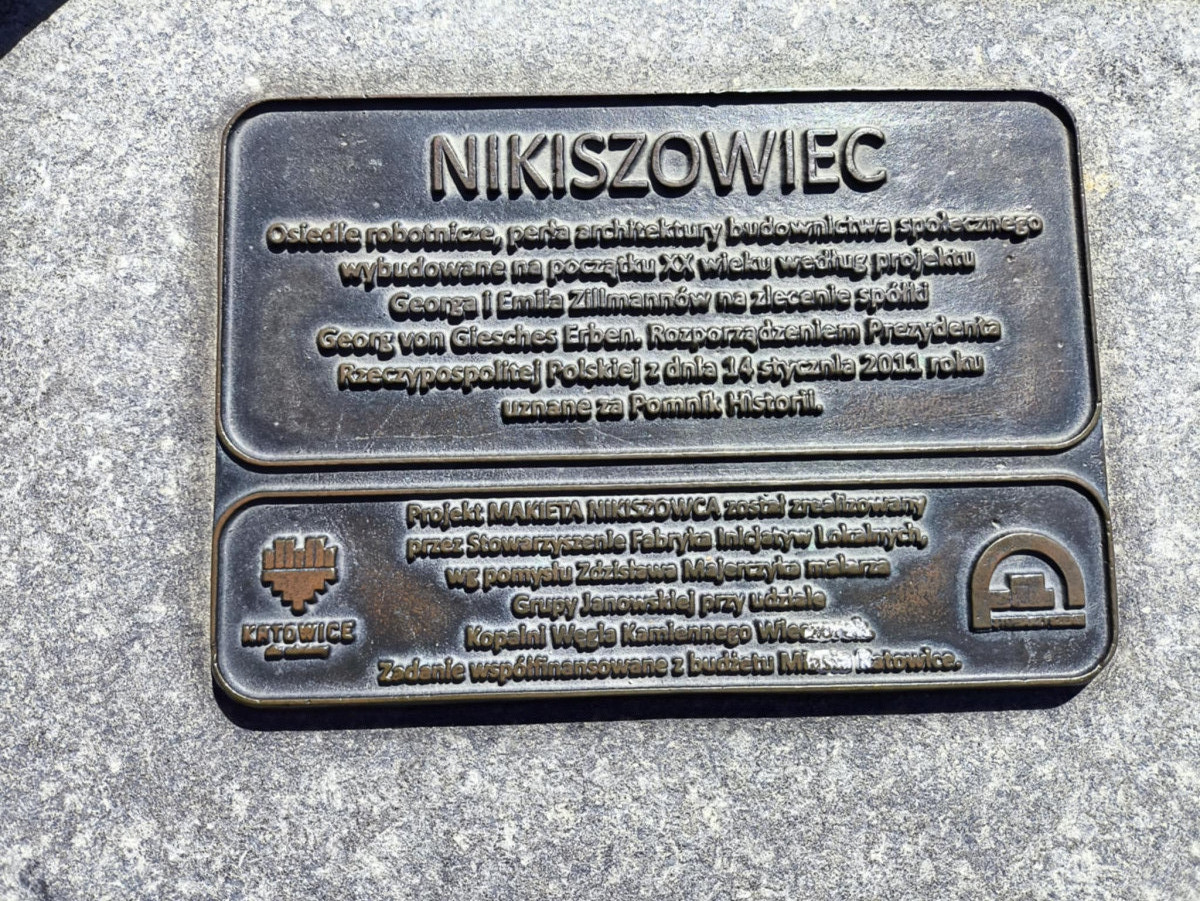 NIKISZOWIEC
Osiedle robotnicze, perła architektury budownictwa społecznego
wybudowane na początku XX wieku według projektu
Georga i Emila Zillmannów na zlecenie spółki
Georg von Giesches Erben. Rozporządzeniem Prezydenta
Rzeczypospolitej Polskiej z dnia 14 stycznia 2011 roku
uznane za Pomnik Historii.
Projekt MAKIETA NIKISZOWCA został zrealizowany
przez Stowarzyszenie Fabryka Inicjatyw Lokalnych,
wg pomysłu Zdzisława Majerczyka malarza
Grupy Janowskiej przy udziale
Kopalni Węgla Kamiennego Wieczorek.
Zadanie współfinansowane z budżetu Miasta Katowice.
KATOWICE